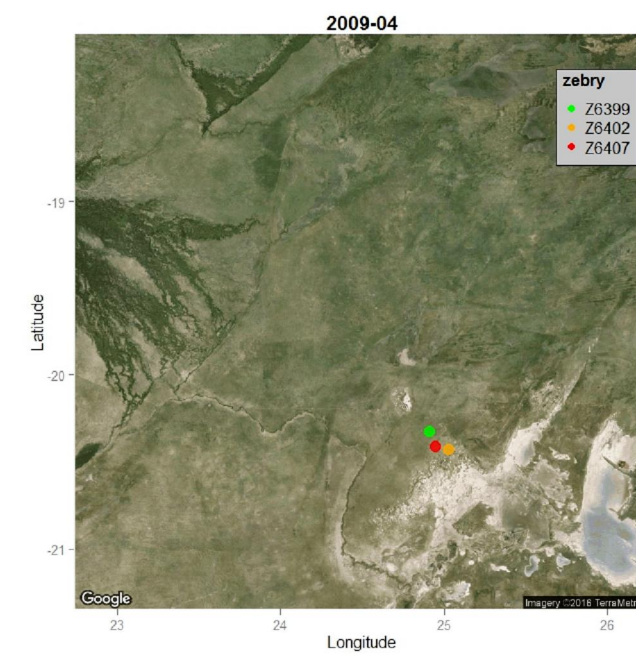 2009-04
zebry
Z6399
Z6402
Z6407
-19
-20
-21
Latitude
Google
Imagery ©2016 TerraMetr
23
24
25
26
Longitude